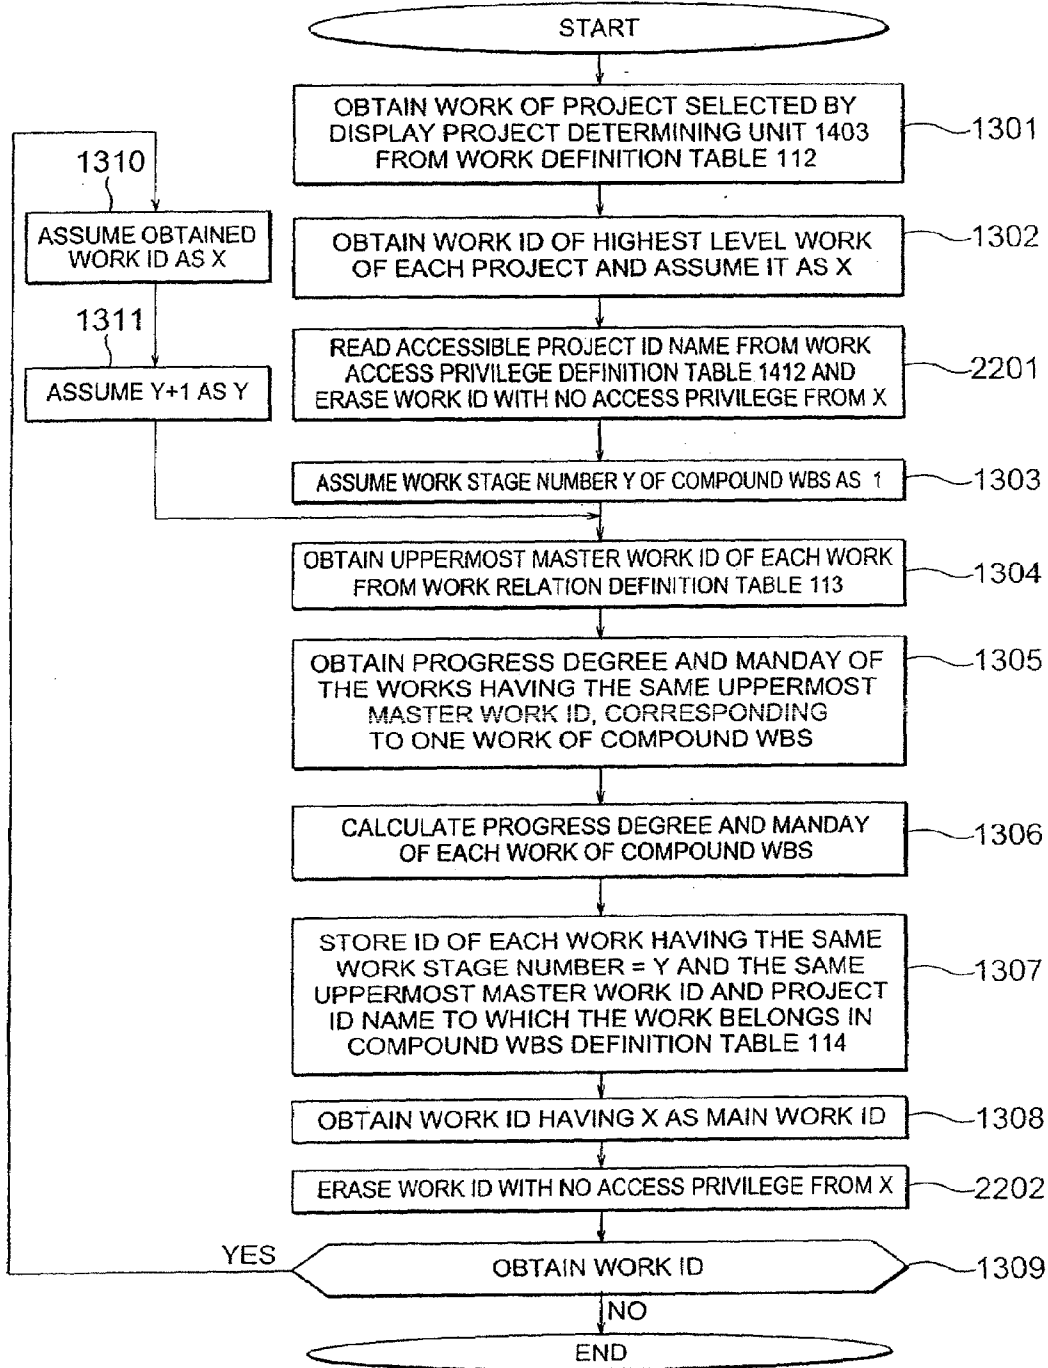 START
OBTAIN WORK OF PROJECT SELECTED BY
DISPLAY PROJECT DETERMINING UNIT 1403
FROM WORK DEFINITION TABLE 112
1301
1310
ASSUME OBTAINED
WORK ID AS X
OBTAIN WORK ID OF HIGHEST LEVEL WORK
OF EACH PROJECT AND ASSUME IT AS X
1302
1311
ASSUME Y+1 AS Y
READ ACCESSIBLE PROJECT ID NAME FROM WORK
ACCESS PRIVILEGE DEFINITION TABLE 1412 AND
ERASE WORK ID WITH NO ACCESS PRIVILEGE FROM X
2201
ASSUME WORK STAGE NUMBER Y OF COMPOUND WBS AS 1
1303
OBTAIN UPPERMOST MASTER WORK ID OF EACH WORK
FROM WORK RELATION DEFINITION TABLE 113
1304
OBTAIN PROGRESS DEGREE AND MANDAY OF
THE WORKS HAVING THE SAME UPPERMOST
MASTER WORK ID, CORRESPONDING
TO ONE WORK OF COMPOUND WBS
1305
CALCULATE PROGRESS DEGREE AND MANDAY
OF EACH WORK OF COMPOUND WBS
1306
STORE ID OF EACH WORK HAVING THE SAME
WORK STAGE NUMBER = Y AND THE SAME
UPPERMOST MASTER WORK ID AND PROJECT
ID NAME TO WHICH THE WORK BELONGS IN
COMPOUND WBS DEFINITION TABLE 114
1307
OBTAIN WORK ID HAVING X AS MAIN WORK ID
1308
ERASE WORK ID WITH NO ACCESS PRIVILEGE FROM X
2202
YES
OBTAIN WORK ID
1309
NO
END